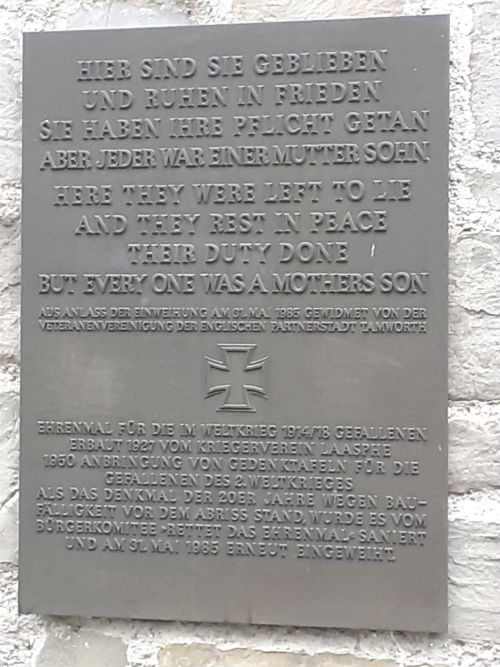 HIER SIND SIE GEBLIEBEN
UND RUHEN IN FRIEDEN
SIE HABEN IHRE PFLICHT GETAN
ABER JEDER WAR EINER MUTTER SOHN
HERE THEY WERE LEFT TO LIE
AND THEY REST IN PEACE
THEIR DUTY DONE
BUT EVERY ONE WAS A MOTHERS SON
AUS ANLASS DER EINWEIHUNG AM 31. MAI 1985 GEWIDMET VON DER
VETERANENVEREINIGUNG DER ENGLISCHEN PARTNERSTADT TAMWORTH
EHRENMAL FÜR DIE IM WELTKRIEG 1914/18 GEFALLENEN
ERBAUT 1927 VOM KRIEGERVEREIN LAASPHE
1950 ANBRINGUNG VON GEDENKTAFELN FÜR DIE
GEFALLENEN DES 2. WELTKRIEGES
ALS DAS DENKMAL DER 20ER JAHRE WEGEN BAU-
FÄLLIGKEIT VOR DEM ABRISS STAND, WURDE ES VOM
BÜRGERKOMITEE »RETTET DAS EHRENMAL« SANIERT
UND AM 31. MAI 1985 ERNEUT EINGEWEIHT.